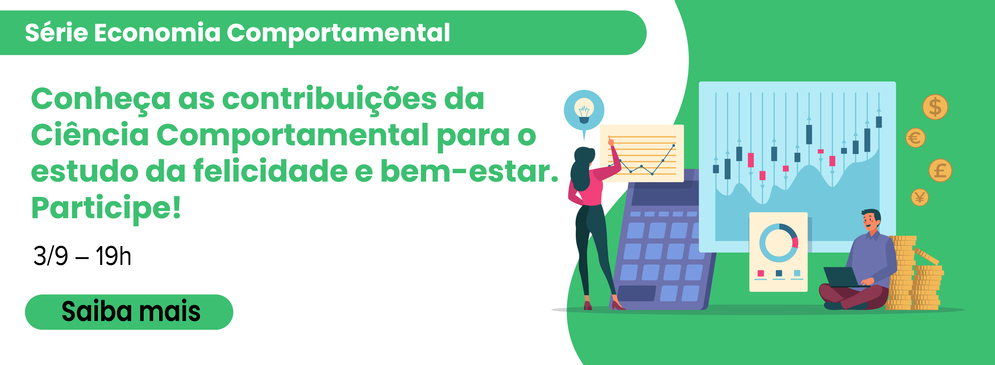 Série Economia Comportamental
Conheça as contribuições da
Ciência Comportamental para o
estudo da felicidade e bem-estar.
Participe!
3/9 – 19h
Saiba mais
$
€
£
¥